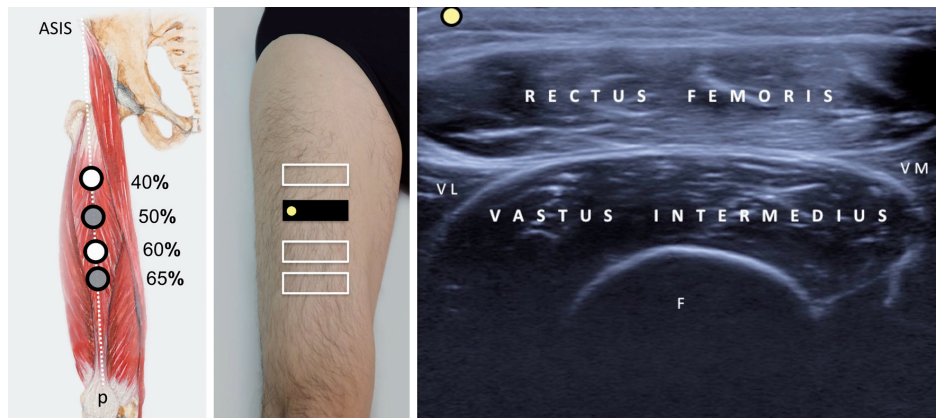 ASIS
40%
50%
60%
65%
p
RECTUS FEMORIS
VL
VM
VASTUS INTERMEDIUS
F